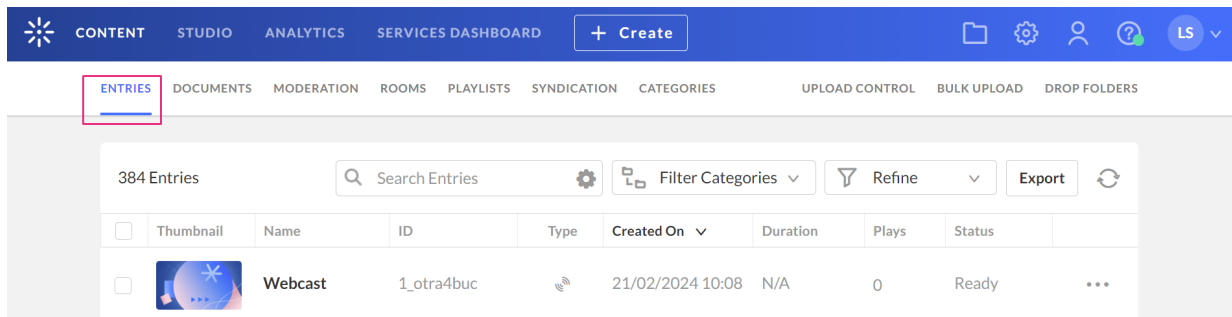 CONTENT STUDIO ANALYTICS SERVICES DASHBOARD + Create LS
ENTRIES DOCUMENTS MODERATION ROOMS PLAYLISTS SYNDICATION CATEGORIES UPLOAD CONTROL BULK UPLOAD DROP FOLDERS
384 Entries Search Entries Filter Categories Refine Export
Thumbnail Name ID Type Created On Duration Plays Status
Webcast 1_otra4buc 21/02/2024 10:08 N/A 0 Ready